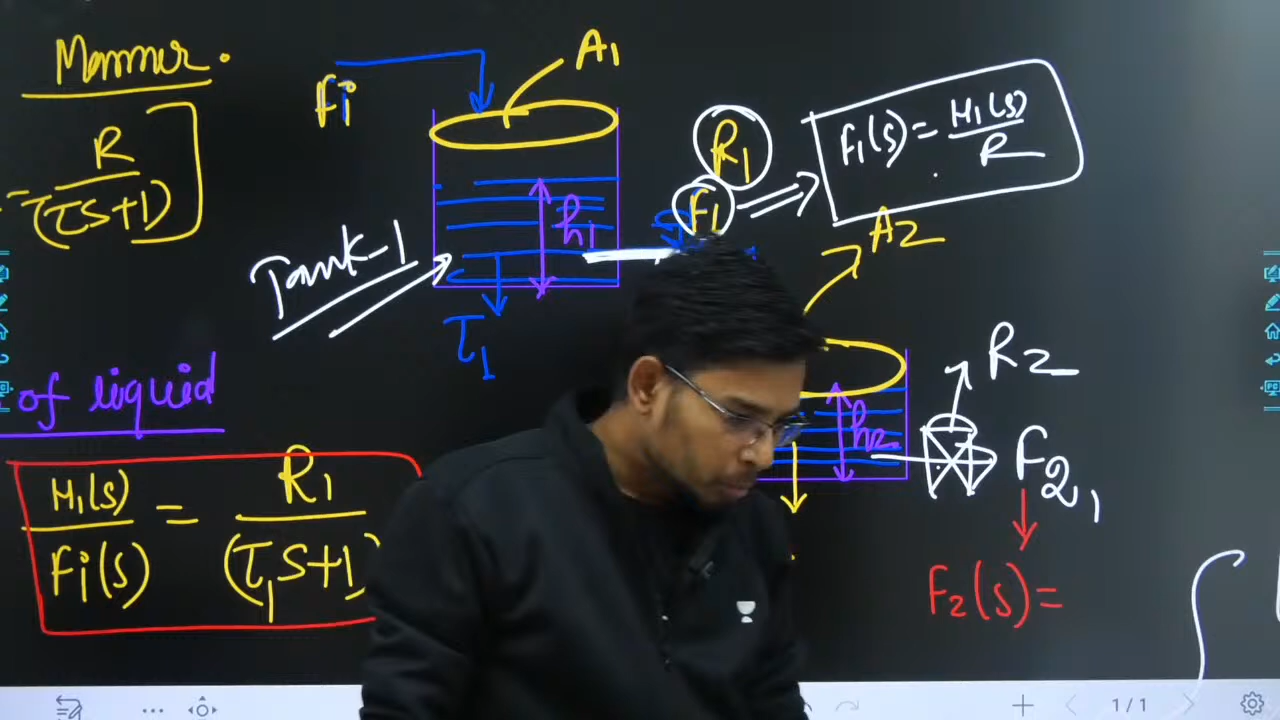 Manner.
= R / (τS+1)
Fi
A1
R1
F1
F1(s) = H1(s) / R
h1
Tank-1
τ1
A2
of liquid
H1(s) / Fi(s) = R1 / (τ1S+1)
h2
R2
F2,
F2(s) =
1/1